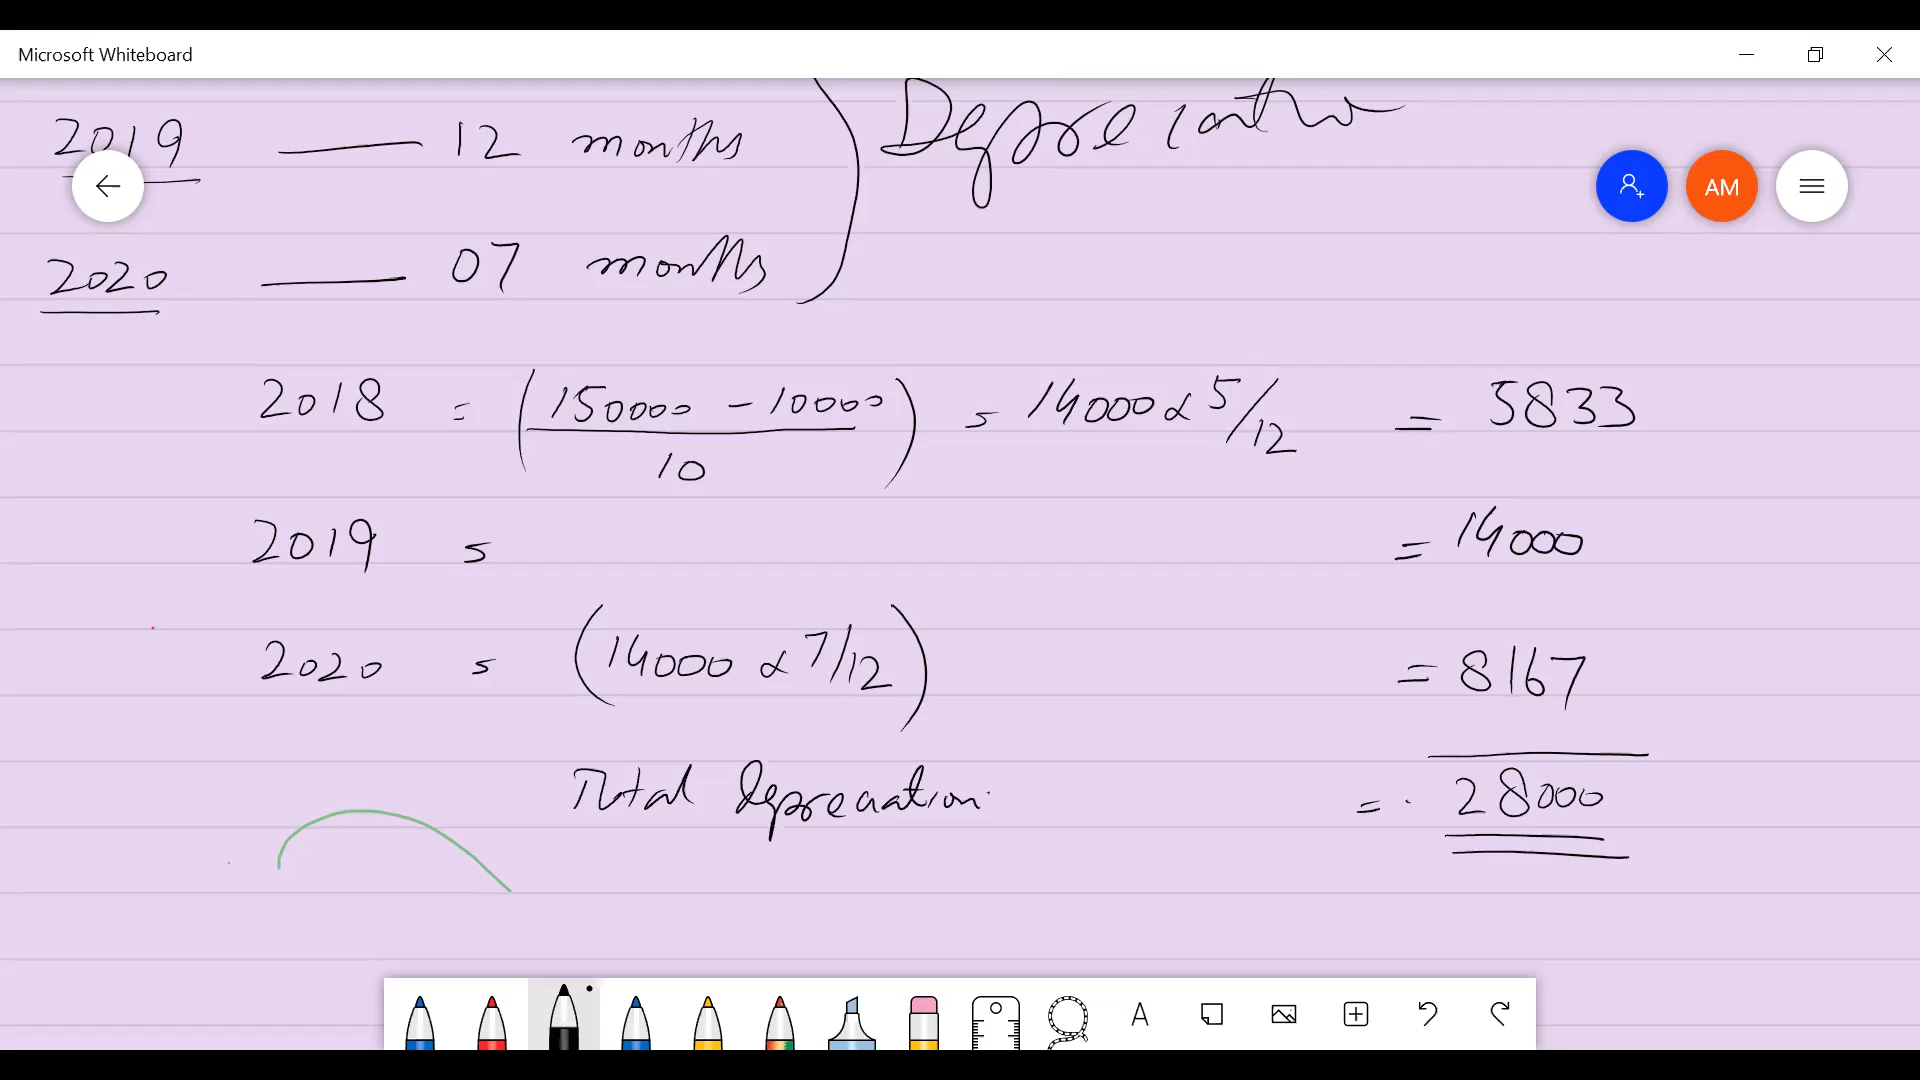 Microsoft Whiteboard
2019 — 12 months
Depreciation
AM
2020 — 07 months
2018 = (150000 - 10000 / 10) = 14000 x 5/12 = 5833
2019 = = 14000
2020 = (14000 x 7/12) = 8167
Total depreciation = 28000
A